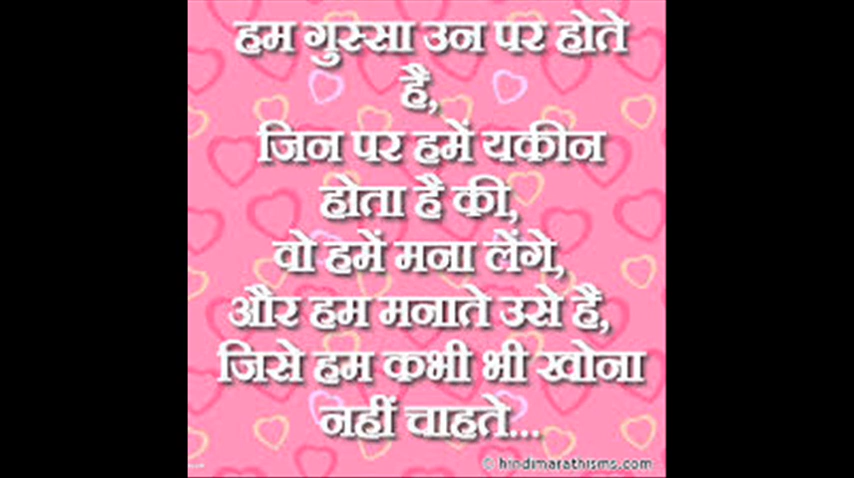 हम गुस्सा उन पर होते
हैं,
जिन पर हमें यकीन
होता है की,
वो हमें मना लेंगे,
और हम मनाते उसे हैं,
जिसे हम कभी भी खोना
नहीं चाहते...
© hindimarathisms.com